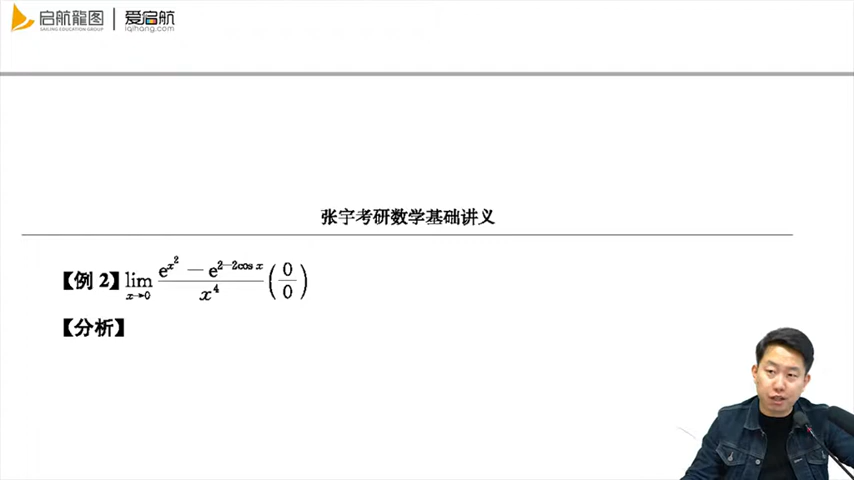 启航龍图 | 爱启航
SAILING EDUCATION GROUP iqihang.com
张宇考研数学基础讲义
【例 2】lim_{x→0} (e^{x^2} − e^{2−2cos x})/x^4 (0/0)
【分析】